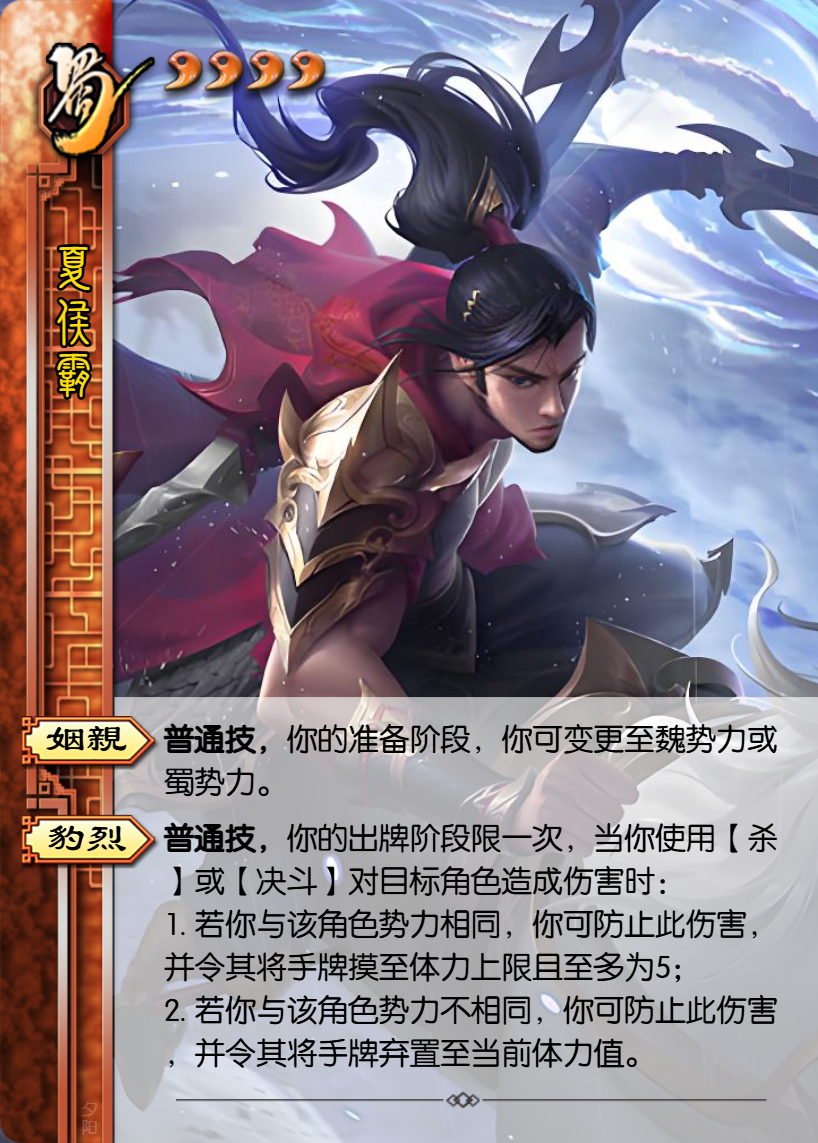 蜀
夏侯霸
姻親
普通技，你的准备阶段，你可变更至魏势力或
蜀势力。
豹烈
普通技，你的出牌阶段限一次，当你使用【杀
】或【决斗】对目标角色造成伤害时：
1. 若你与该角色势力相同，你可防止此伤害，
并令其将手牌摸至体力上限且至多为5；
2. 若你与该角色势力不相同，你可防止此伤害
，并令其将手牌弃置至当前体力值。
夕阳